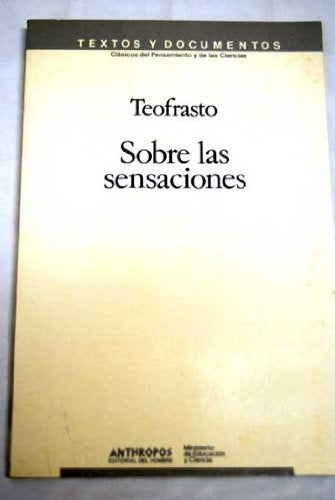 TEXTOS Y DOCUMENTOS
Clásicos del Pensamiento y de las Ciencias
Teofrasto
Sobre las
sensaciones
ANTHROPOS
EDITORIAL DEL HOMBRE
Ministerio
de Educación
y Ciencia